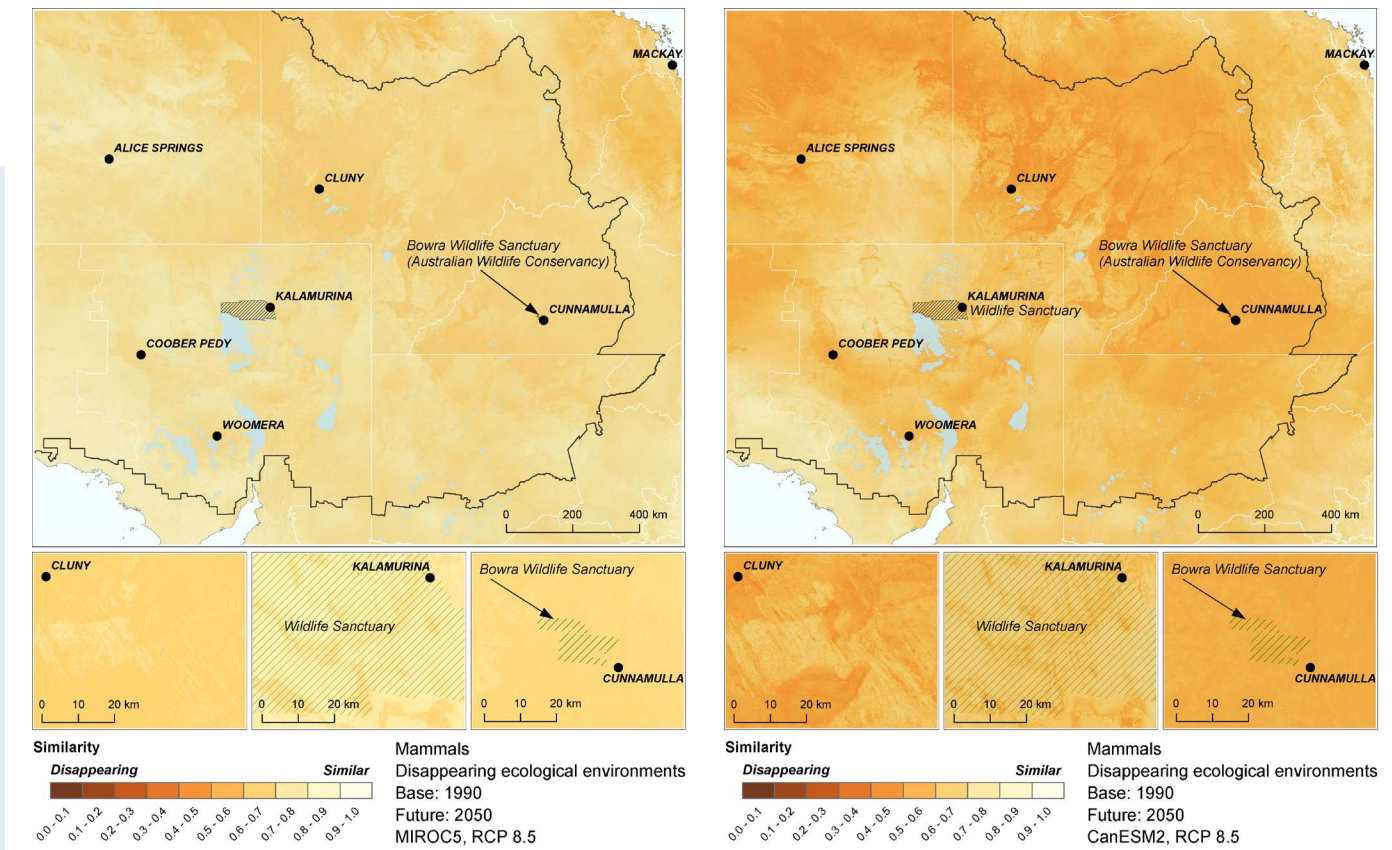 MACKAY
ALICE SPRINGS
CLUNY
Bowra Wildlife Sanctuary
(Australian Wildlife Conservancy)
KALAMURINA
CUNNAMULLA
COOBER PEDY
WOOMERA
0 200 400 km
CLUNY
0 10 20 km
KALAMURINA
Wildlife Sanctuary
0 10 20 km
Bowra Wildlife Sanctuary
CUNNAMULLA
0 10 20 km
Similarity
Disappearing Similar
0.0 - 0.1 0.1 - 0.2 0.2 - 0.3 0.3 - 0.4 0.4 - 0.5 0.5 - 0.6 0.6 - 0.7 0.7 - 0.8 0.8 - 0.9 0.9 - 1.0
Mammals
Disappearing ecological environments
Base: 1990
Future: 2050
MIROC5, RCP 8.5
MACKAY
ALICE SPRINGS
CLUNY
Bowra Wildlife Sanctuary
(Australian Wildlife Conservancy)
KALAMURINA
Wildlife Sanctuary
CUNNAMULLA
COOBER PEDY
WOOMERA
0 200 400 km
CLUNY
0 10 20 km
KALAMURINA
Wildlife Sanctuary
0 10 20 km
Bowra Wildlife Sanctuary
CUNNAMULLA
0 10 20 km
Similarity
Disappearing Similar
0.0 - 0.1 0.1 - 0.2 0.2 - 0.3 0.3 - 0.4 0.4 - 0.5 0.5 - 0.6 0.6 - 0.7 0.7 - 0.8 0.8 - 0.9 0.9 - 1.0
Mammals
Disappearing ecological environments
Base: 1990
Future: 2050
CanESM2, RCP 8.5